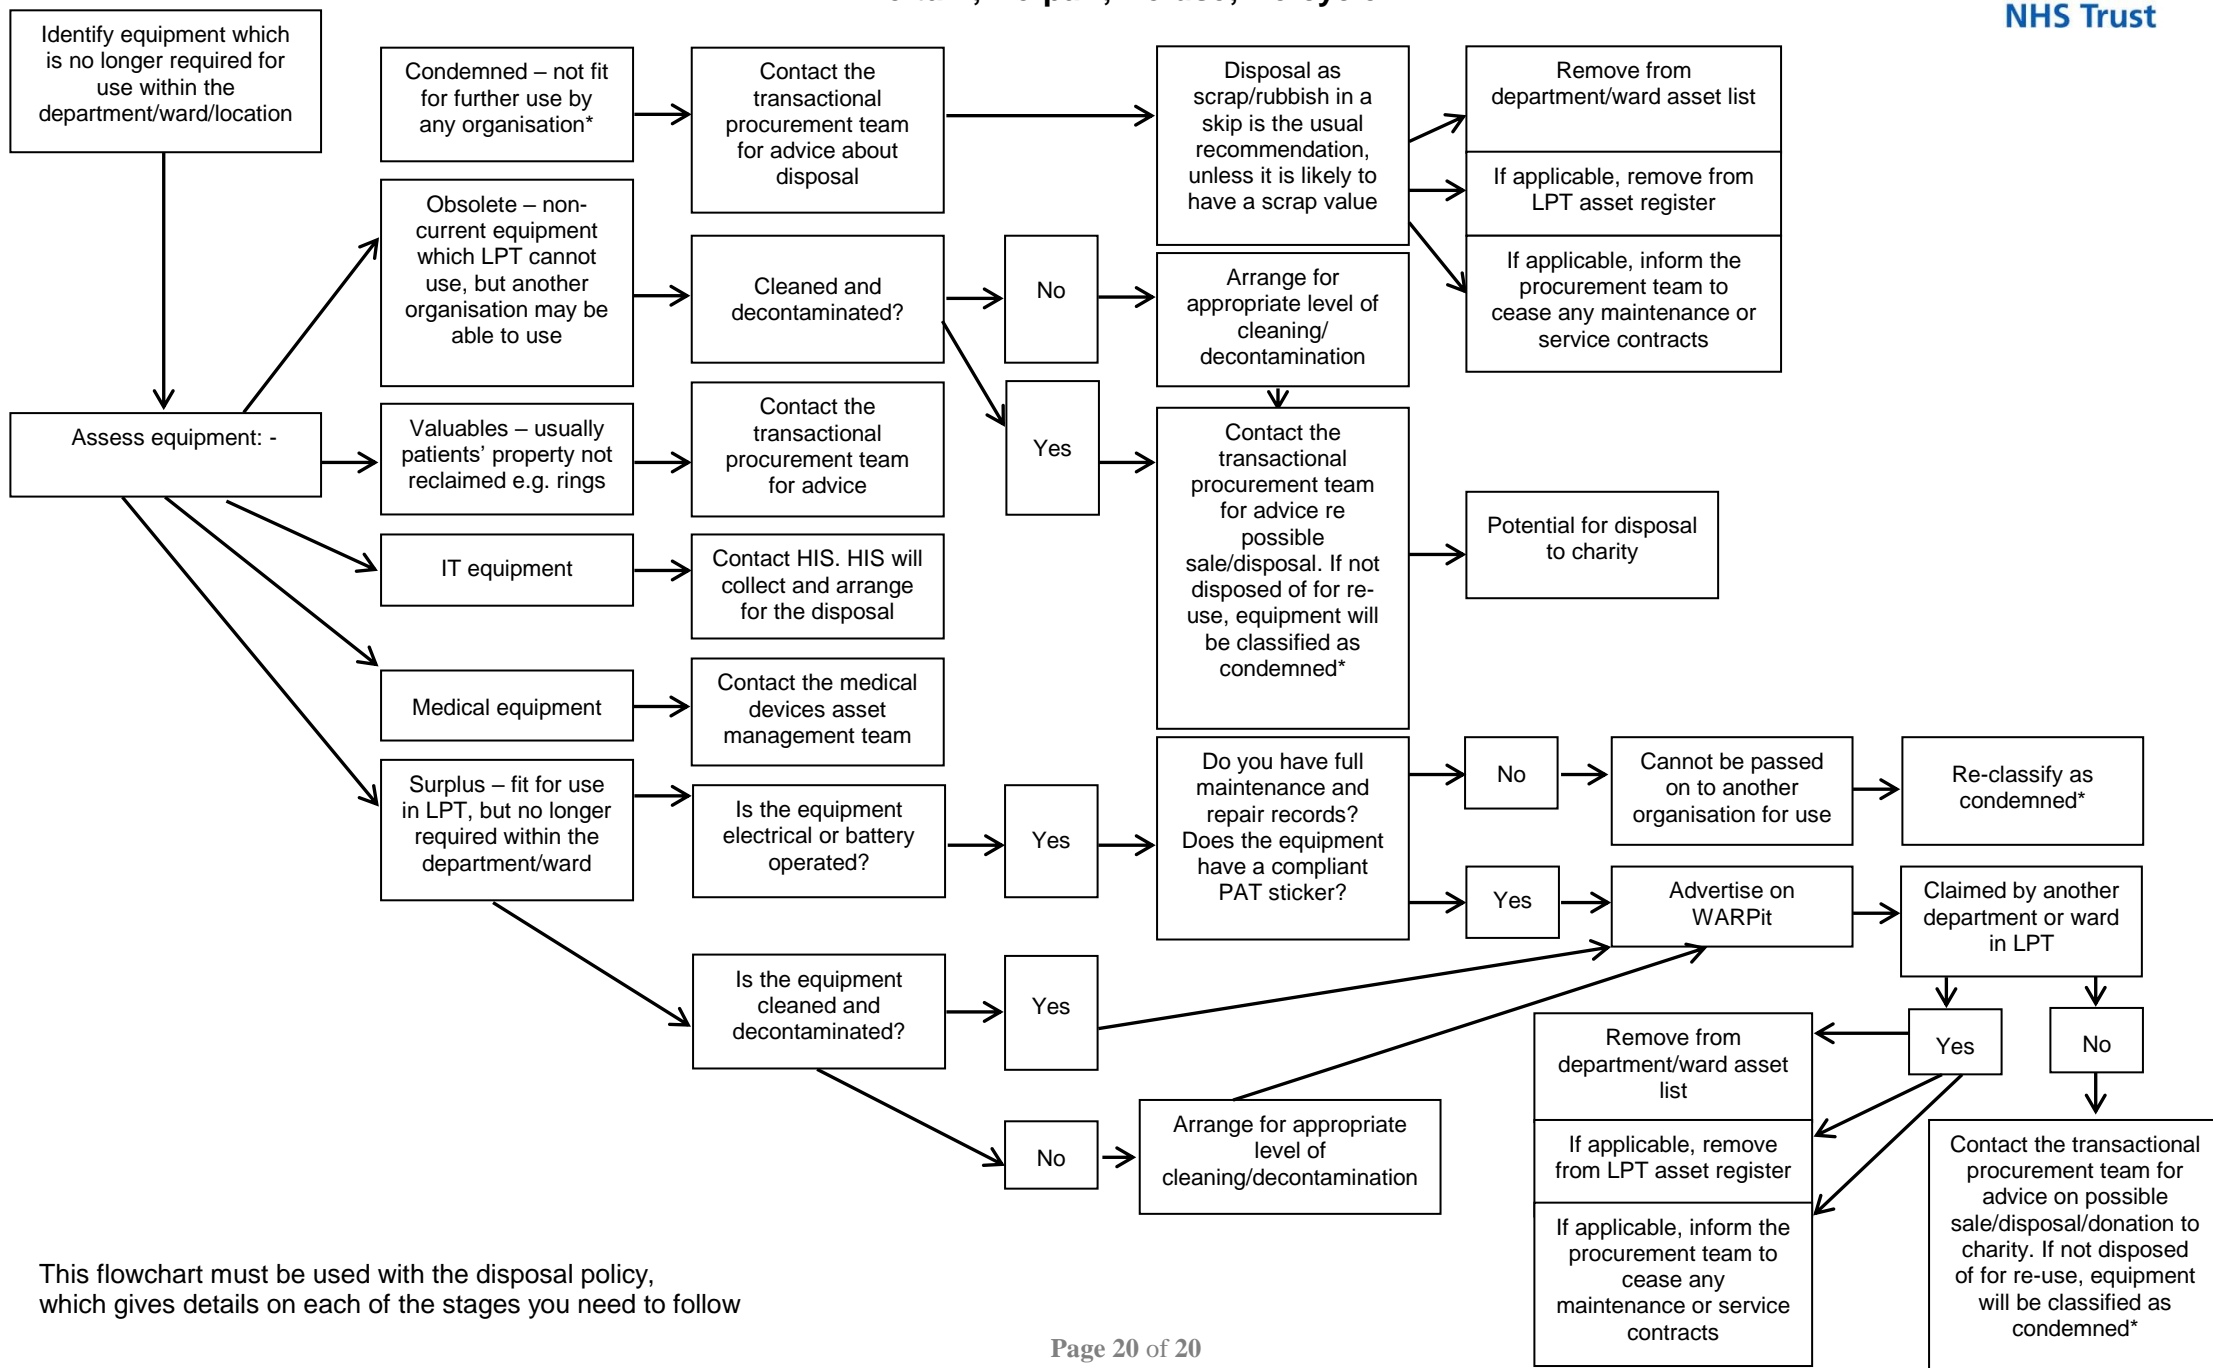 NHS Trust
Identify equipment which
is no longer required for
use within the
department/ward/location
Condemned – not fit
for further use by
any organisation*
Contact the
transactional
procurement team
for advice about
disposal
Disposal as
scrap/rubbish in a
skip is the usual
recommendation,
unless it is likely to
have a scrap value
Remove from
department/ward asset list
If applicable, remove from
LPT asset register
If applicable, inform the
procurement team to
cease any maintenance or
service contracts
Obsolete – non-
current equipment
which LPT cannot
use, but another
organisation may be
able to use
Cleaned and
decontaminated?
No
Arrange for
appropriate level of
cleaning/
decontamination
Yes
Contact the
transactional
procurement team
for advice re
possible
sale/disposal. If not
disposed of for re-
use, equipment will
be classified as
condemned*
Potential for disposal
to charity
Assess equipment: -
Valuables – usually
patients’ property not
reclaimed e.g. rings
Contact the
transactional
procurement team
for advice
IT equipment
Contact HIS. HIS will
collect and arrange
for the disposal
Medical equipment
Contact the medical
devices asset
management team
Surplus – fit for use
in LPT, but no longer
required within the
department/ward
Is the equipment
electrical or battery
operated?
Yes
Do you have full
maintenance and
repair records?
Does the equipment
have a compliant
PAT sticker?
No
Cannot be passed
on to another
organisation for use
Re-classify as
condemned*
Yes
Advertise on
WARPit
Claimed by another
department or ward
in LPT
Is the equipment
cleaned and
decontaminated?
Yes
No
Arrange for appropriate
level of
cleaning/decontamination
Yes
No
Remove from
department/ward asset
list
If applicable, remove
from LPT asset register
If applicable, inform the
procurement team to
cease any
maintenance or service
contracts
Contact the transactional
procurement team for
advice on possible
sale/disposal/donation to
charity. If not disposed
of for re-use, equipment
will be classified as
condemned*
This flowchart must be used with the disposal policy,
which gives details on each of the stages you need to follow
Page 20 of 20